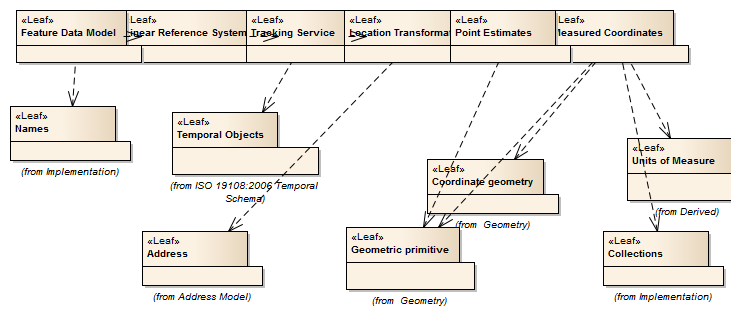 «Leaf»
Feature Data Model
«Leaf»
inear Reference System
«Leaf»
Tracking Service
«Leaf»
Location Transformat
«Leaf»
Point Estimates
«Leaf»
Measured Coordinates
«Leaf»
Names
(from Implementation)
«Leaf»
Temporal Objects
(from ISO 19108:2006 Temporal
Schema)
«Leaf»
Coordinate geometry
(from  Geometry)
«Leaf»
Units of Measure
(from Derived)
«Leaf»
Address
(from Address Model)
«Leaf»
Geometric primitive
(from  Geometry)
«Leaf»
Collections
(from Implementation)